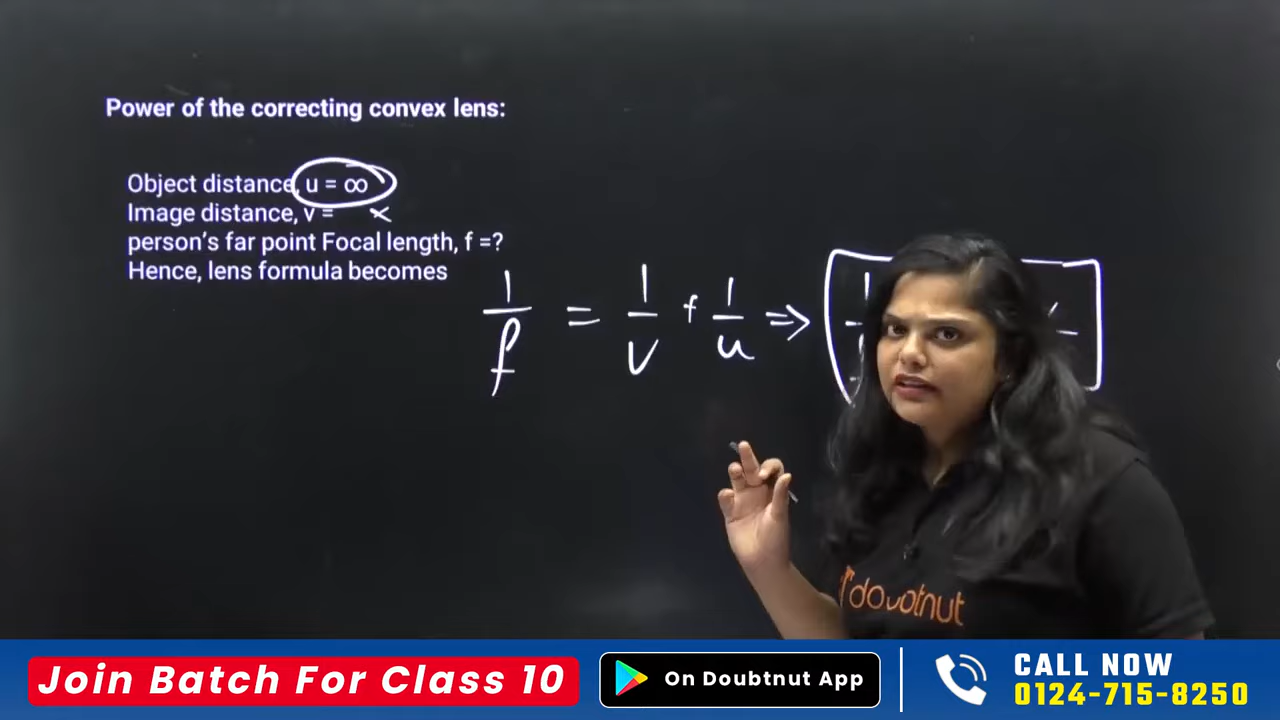 Power of the correcting convex lens:
Object distance, u = ∞
Image distance, v = x
person's far point Focal length, f =?
Hence, lens formula becomes
1/f = 1/v + 1/u =>
doubtnut
Join Batch For Class 10
On Doubtnut App
CALL NOW
0124-715-8250